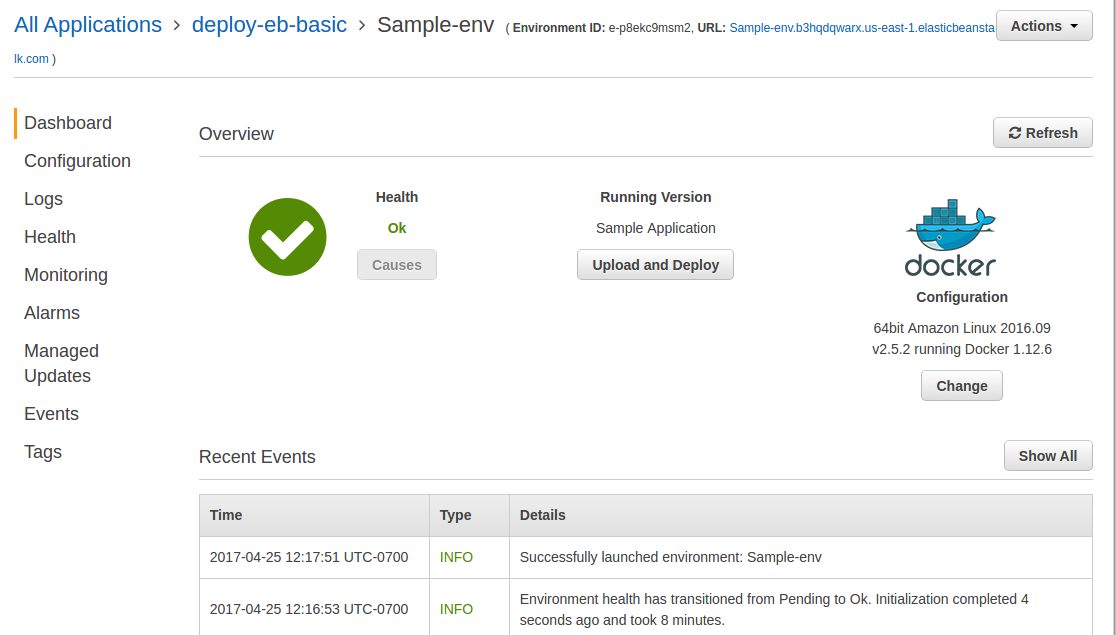 All Applications › deploy-eb-basic › Sample-env ( Environment ID: e-p8ekc9msm2, URL: Sample-env.b3hqdqwarx.us-east-1.elasticbeansta
lk.com )
Actions
Dashboard
Configuration
Logs
Health
Monitoring
Alarms
Managed
Updates
Events
Tags
Overview
Refresh
Health
Ok
Causes
Running Version
Sample Application
Upload and Deploy
docker
Configuration
64bit Amazon Linux 2016.09
v2.5.2 running Docker 1.12.6
Change
Recent Events
Show All
Time Type Details
2017-04-25 12:17:51 UTC-0700 INFO Successfully launched environment: Sample-env
2017-04-25 12:16:53 UTC-0700 INFO Environment health has transitioned from Pending to Ok. Initialization completed 4
seconds ago and took 8 minutes.